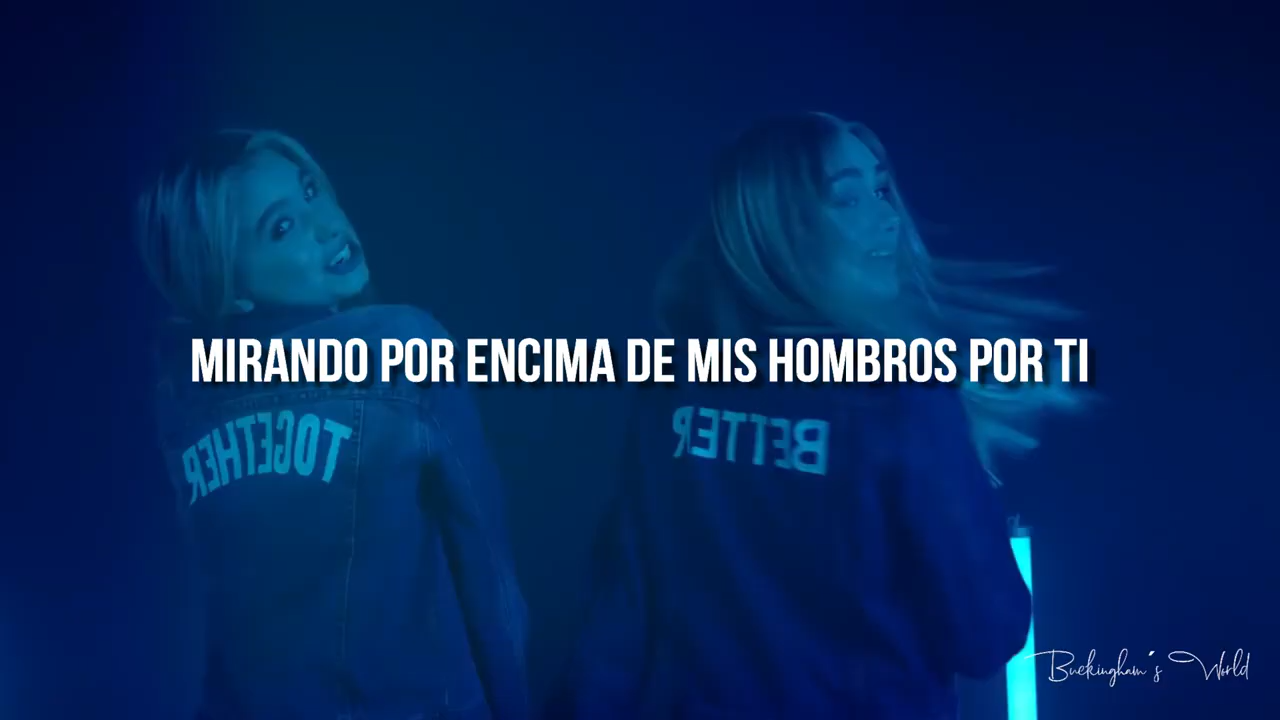 MIRANDO POR ENCIMA DE MIS HOMBROS POR TI
TOGETHER
BETTER
Buckingham's World